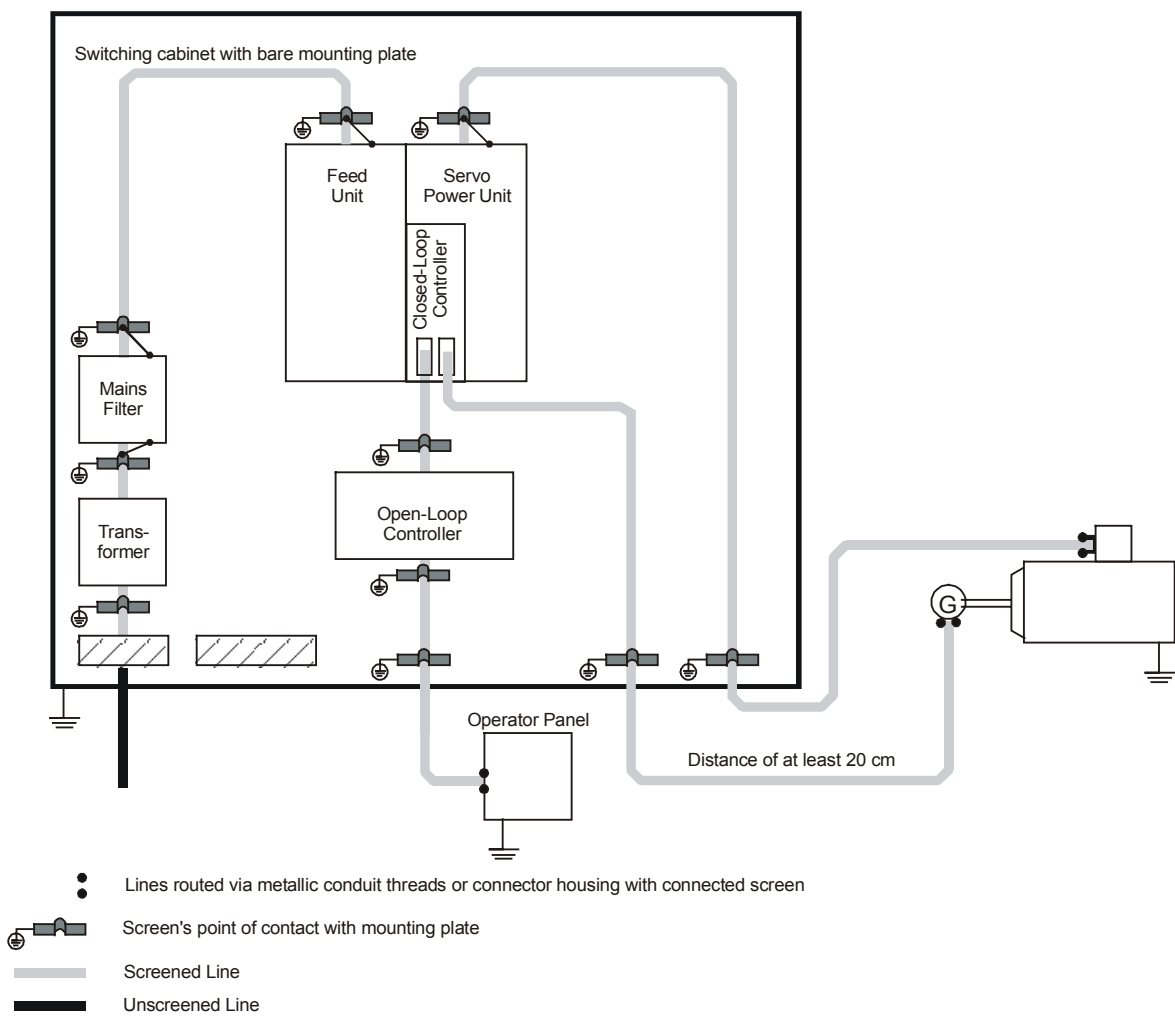 Switching cabinet with bare mounting plate
Feed
Unit
Servo
Power Unit
Closed-Loop
Controller
Mains
Filter
Trans-
former
Open-Loop
Controller
G
Operator Panel
Distance of at least 20 cm
Lines routed via metallic conduit threads or connector housing with connected screen
Screen's point of contact with mounting plate
Screened Line
Unscreened Line